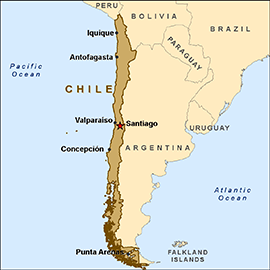 PERU
BOLIVIA
Iquique
BRAZIL
PARAGUAY
Antofagasta
Pacific
Ocean
CHILE
Valparaíso
Santiago
URUGUAY
Concepción
ARGENTINA
Atlantic
Ocean
Punta Arenas
FALKLAND
ISLANDS